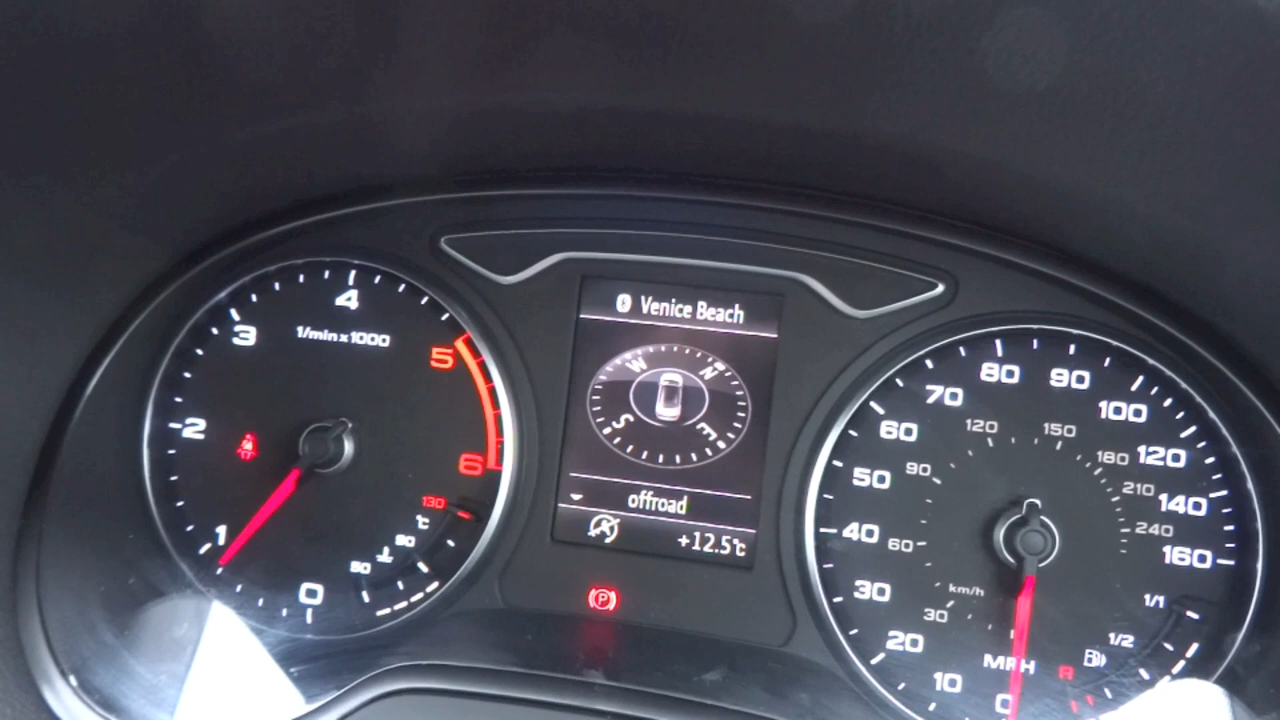 4
3
1/min x 1000
5
2
6
1
130
°C
90
50
0
Venice Beach
W N
S E
offroad
+12.5°C
P
80 90
70 100
60 120
50 140
40 160
30
20
10
0
120 150
90 180
210
60 240
30
km/h
MPH
1/1
1/2
R